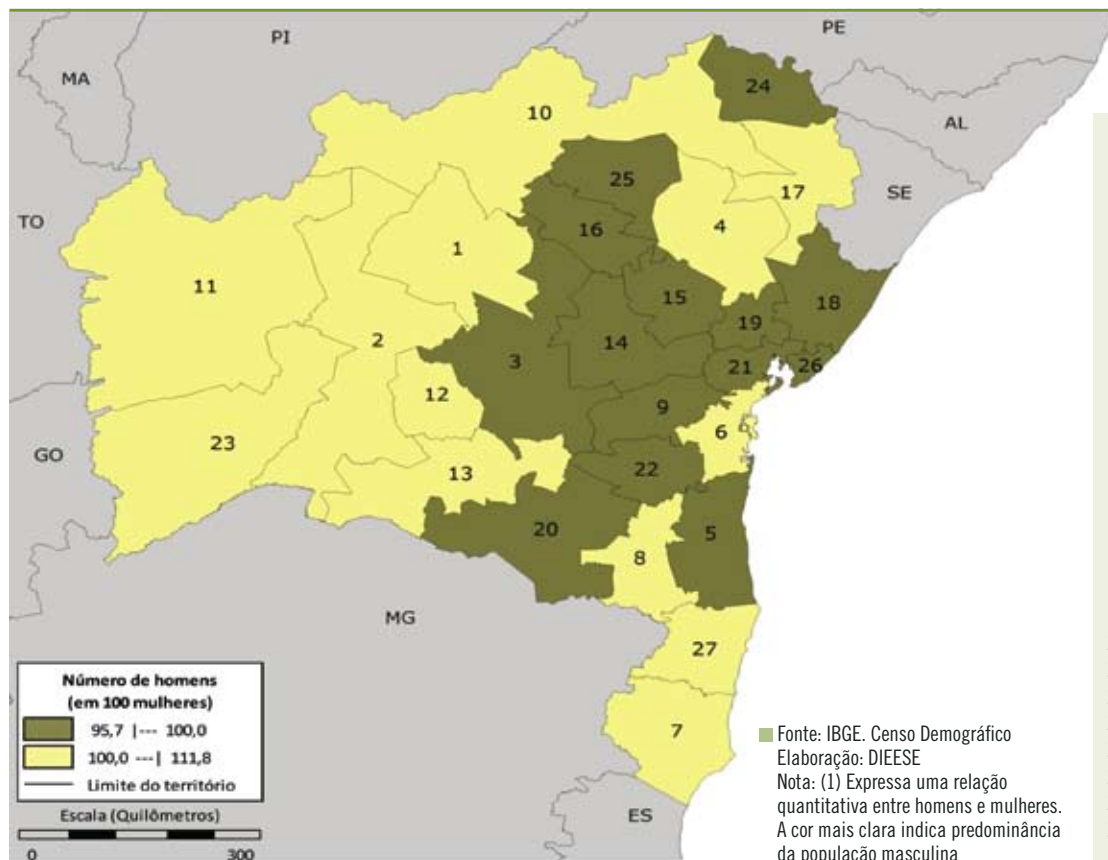 PI
PE
MA
24
10
AL
25
17
SE
TO
16
4
1
11
15
18
19
2
14
3
21
26
12
9
6
GO
23
13
22
20
5
8
MG
27
7
ES
Número de homens
(em 100 mulheres)
95,7 |--- 100,0
100,0 ---| 111,8
Limite do território
Escala (Quilômetros)
0 300
Fonte: IBGE. Censo Demográfico
Elaboração: DIEESE
Nota: (1) Expressa uma relação
quantitativa entre homens e mulheres.
A cor mais clara indica predominância
da população masculina